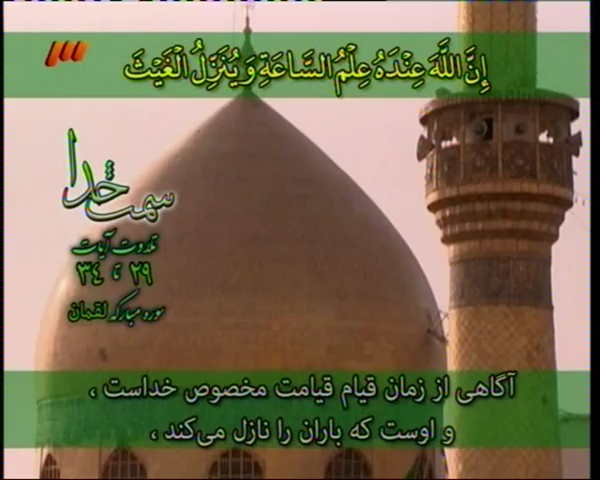 إِنَّ اللَّهَ عِنْدَهُ عِلْمُ السَّاعَةِ وَ يُنَزِّلُ الْغَيْثَ
سمت خدا
تلاوت آیات
۲۹ تا ۳۴
سوره مبارکه لقمان
آگاهی از زمان قیام قیامت مخصوص خداست ،
و اوست که باران را نازل می‌کند ،